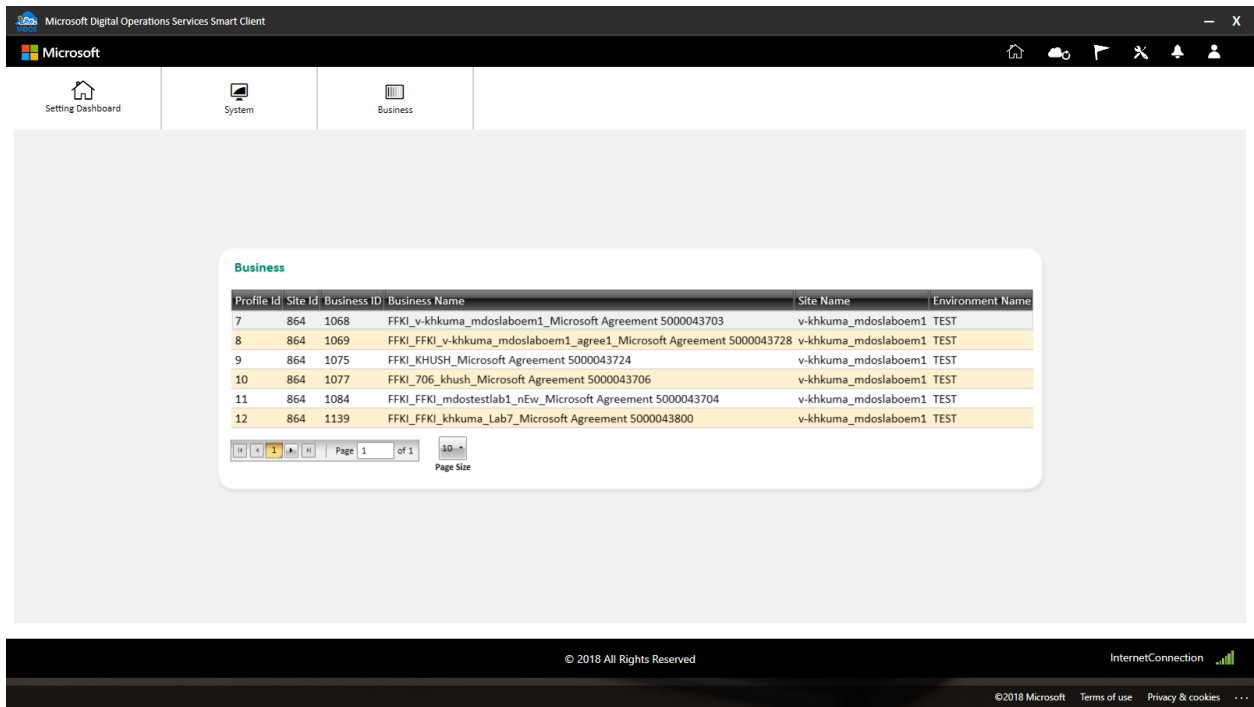 MDOS Microsoft Digital Operations Services Smart Client – X
Microsoft
Setting Dashboard System Business
Business
Profile Id Site Id Business ID Business Name Site Name Environment Name
7 864 1068 FFKI_v-khkuma_mdoslaboem1_Microsoft Agreement 5000043703 v-khkuma_mdoslaboem1 TEST
8 864 1069 FFKI_FFKI_v-khkuma_mdoslaboem1_agree1_Microsoft Agreement 5000043728 v-khkuma_mdoslaboem1 TEST
9 864 1075 FFKI_KHUSH_Microsoft Agreement 5000043724 v-khkuma_mdoslaboem1 TEST
10 864 1077 FFKI_706_khush_Microsoft Agreement 5000043706 v-khkuma_mdoslaboem1 TEST
11 864 1084 FFKI_FFKI_mdostestlab1_nEw_Microsoft Agreement 5000043704 v-khkuma_mdoslaboem1 TEST
12 864 1139 FFKI_FFKI_khkuma_Lab7_Microsoft Agreement 5000043800 v-khkuma_mdoslaboem1 TEST
1 Page 1 of 1 10
Page Size
© 2018 All Rights Reserved InternetConnection
©2018 Microsoft Terms of use Privacy & cookies ...